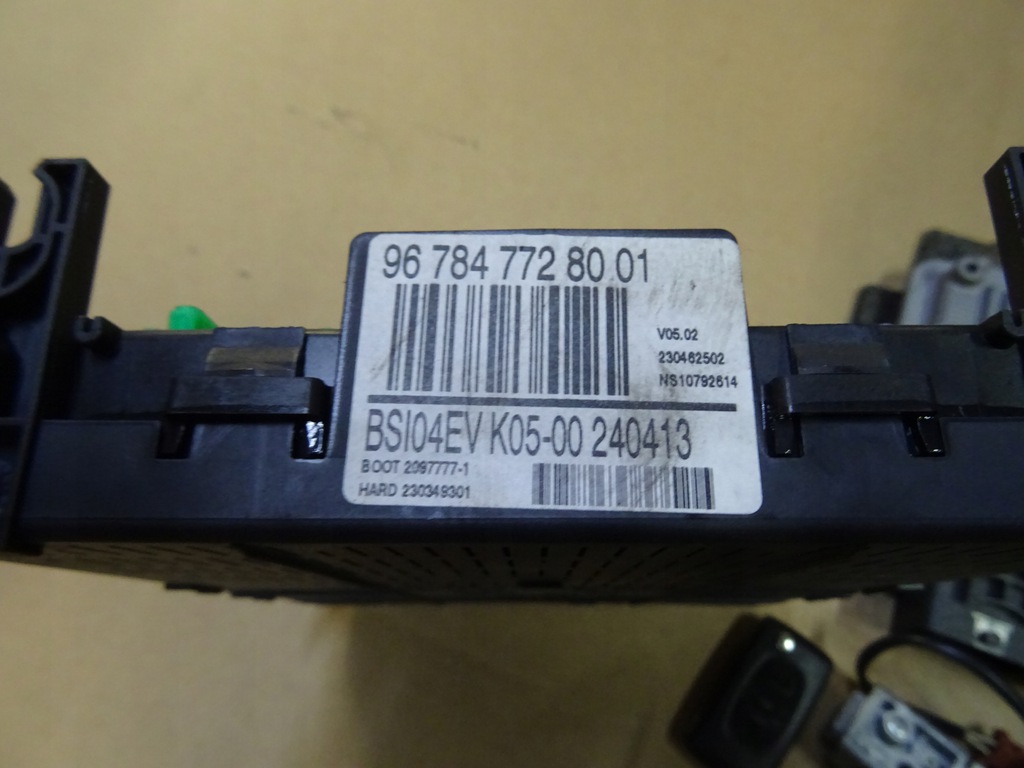 96 784 772 80 01
V05.02
230462502
NS10792614
BSI04EV K05-00 240413
BOOT 2097777-1
HARD 230349301